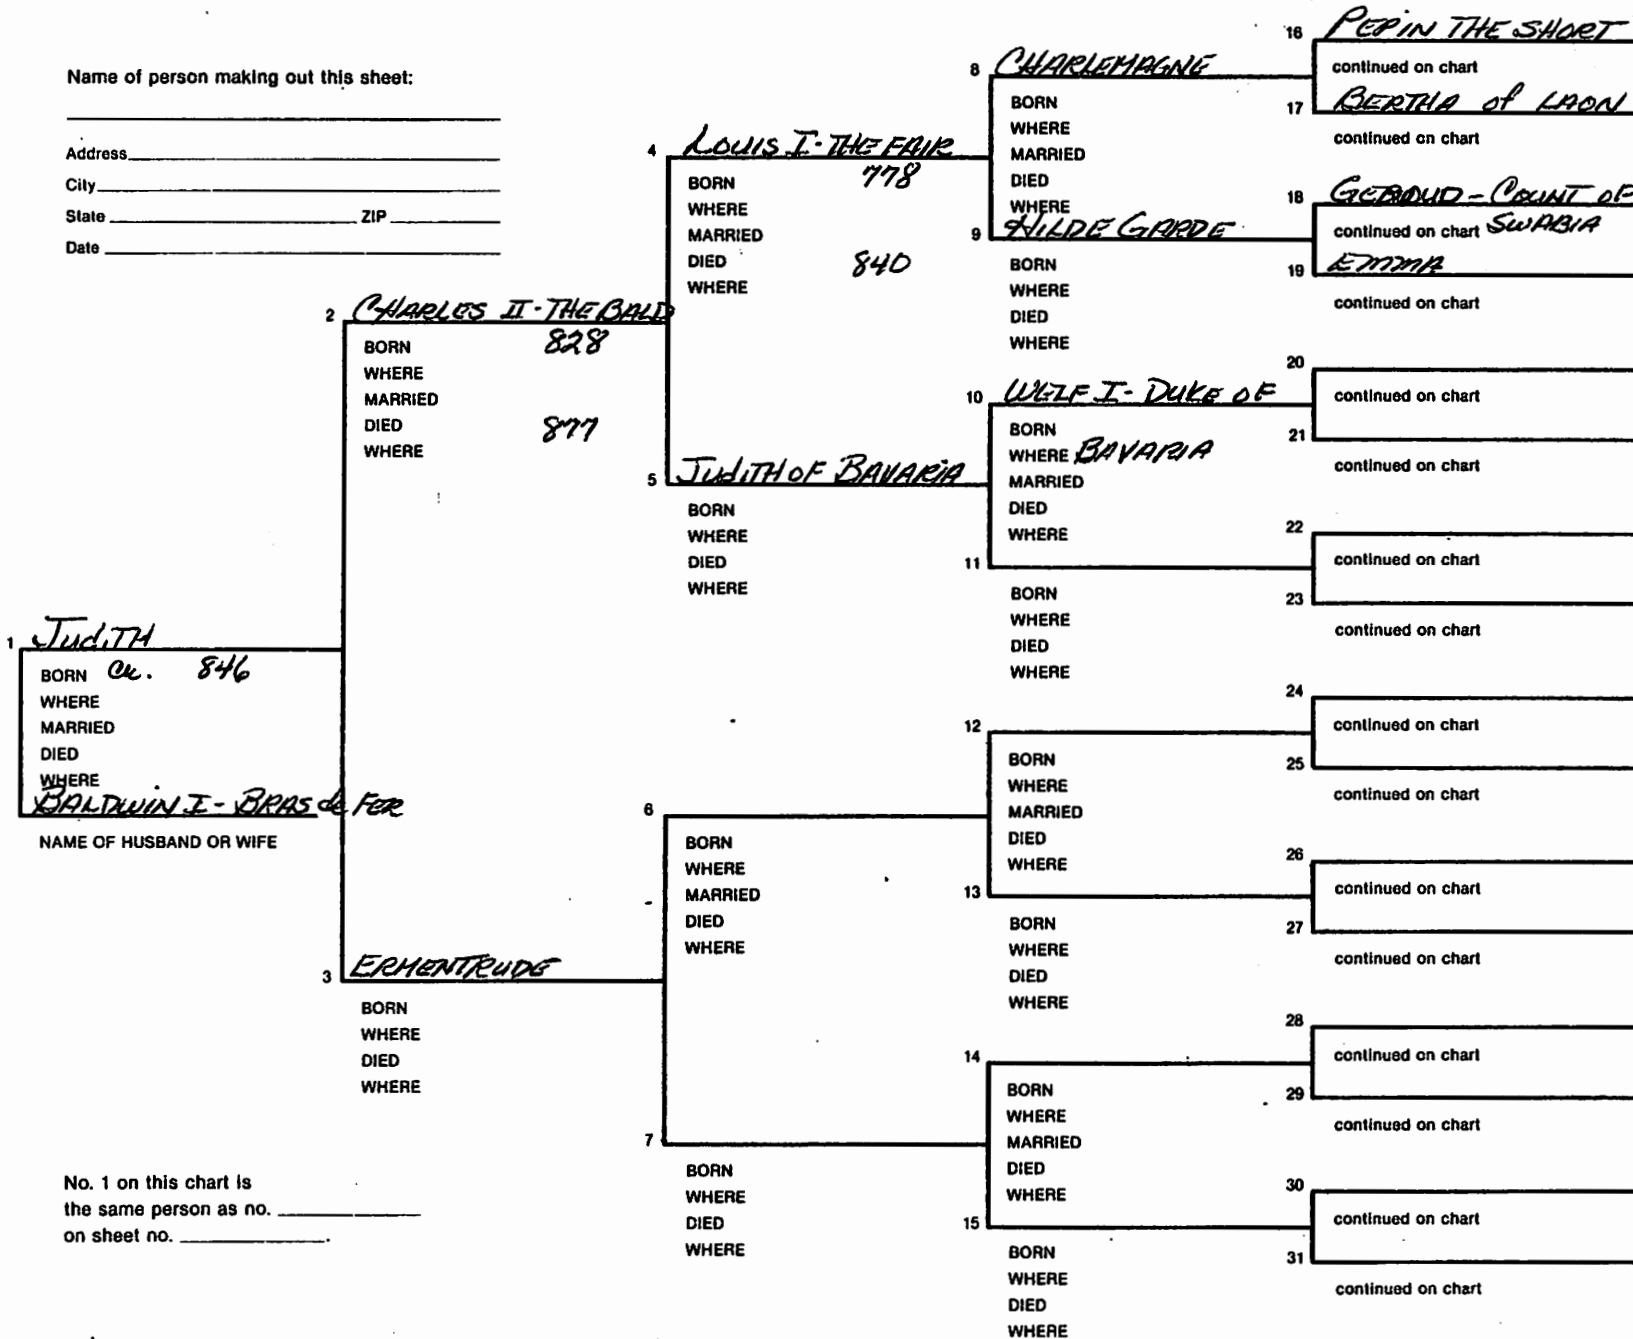 Name of person making out this sheet:
Address
City
State ZIP
Date
1 Judith
BORN Ca. 846
WHERE
MARRIED
DIED
WHERE
BALDWIN I - BRAS de FER
NAME OF HUSBAND OR WIFE
2 CHARLES II - THE BALD
BORN 828
WHERE
MARRIED
DIED 877
WHERE
3 ERMENTRUDE
BORN
WHERE
DIED
WHERE
No. 1 on this chart is
the same person as no.
on sheet no. .
4 LOUIS I - THE FAIR
BORN 778
WHERE
MARRIED
DIED 840
WHERE
5 JUDITH OF BAVARIA
BORN
WHERE
DIED
WHERE
6
BORN
WHERE
MARRIED
DIED
WHERE
7
BORN
WHERE
DIED
WHERE
8 CHARLEMAGNE
BORN
WHERE
MARRIED
DIED
WHERE
9 HILDE GARDE
BORN
WHERE
DIED
WHERE
10 WELF I - DUKE OF
BORN
WHERE BAVARIA
MARRIED
DIED
WHERE
11
BORN
WHERE
DIED
WHERE
12
BORN
WHERE
MARRIED
DIED
WHERE
13
BORN
WHERE
DIED
WHERE
14
BORN
WHERE
MARRIED
DIED
WHERE
15
BORN
WHERE
DIED
WHERE
16 PEPIN THE SHORT
continued on chart
17 BERTHA of LAON
continued on chart
18 - COUNT OF
continued on chart SWABIA
19 EMMA
continued on chart
20
continued on chart
21
continued on chart
22
continued on chart
23
continued on chart
24
continued on chart
25
continued on chart
26
continued on chart
27
continued on chart
28
continued on chart
29
continued on chart
30
continued on chart
31
continued on chart